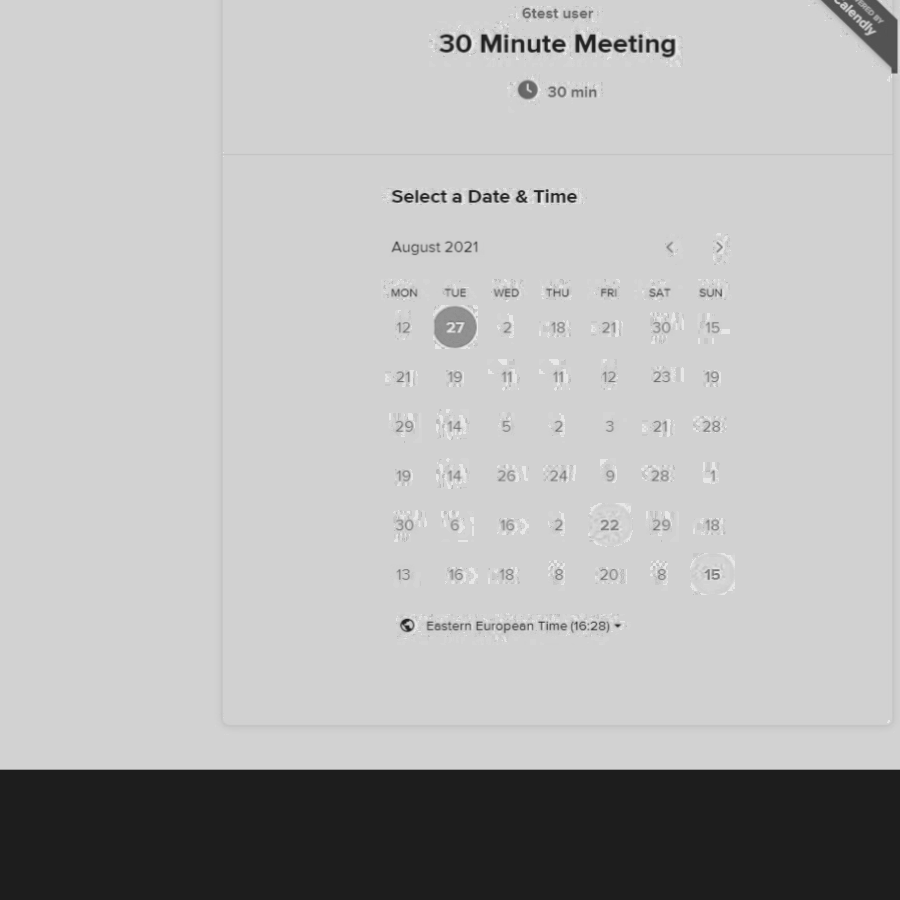 6test user
30 Minute Meeting
30 min
Calendly
Select a Date & Time
August 2021
MON TUE WED THU FRI SAT SUN
12 27 2 18 21 30 15
21 19 11 11 12 23 19
29 14 5 2 3 21 28
19 14 26 24 9 28 1
30 6 16 2 22 29 18
13 16 18 8 20 8 15
Eastern European Time (16:28)